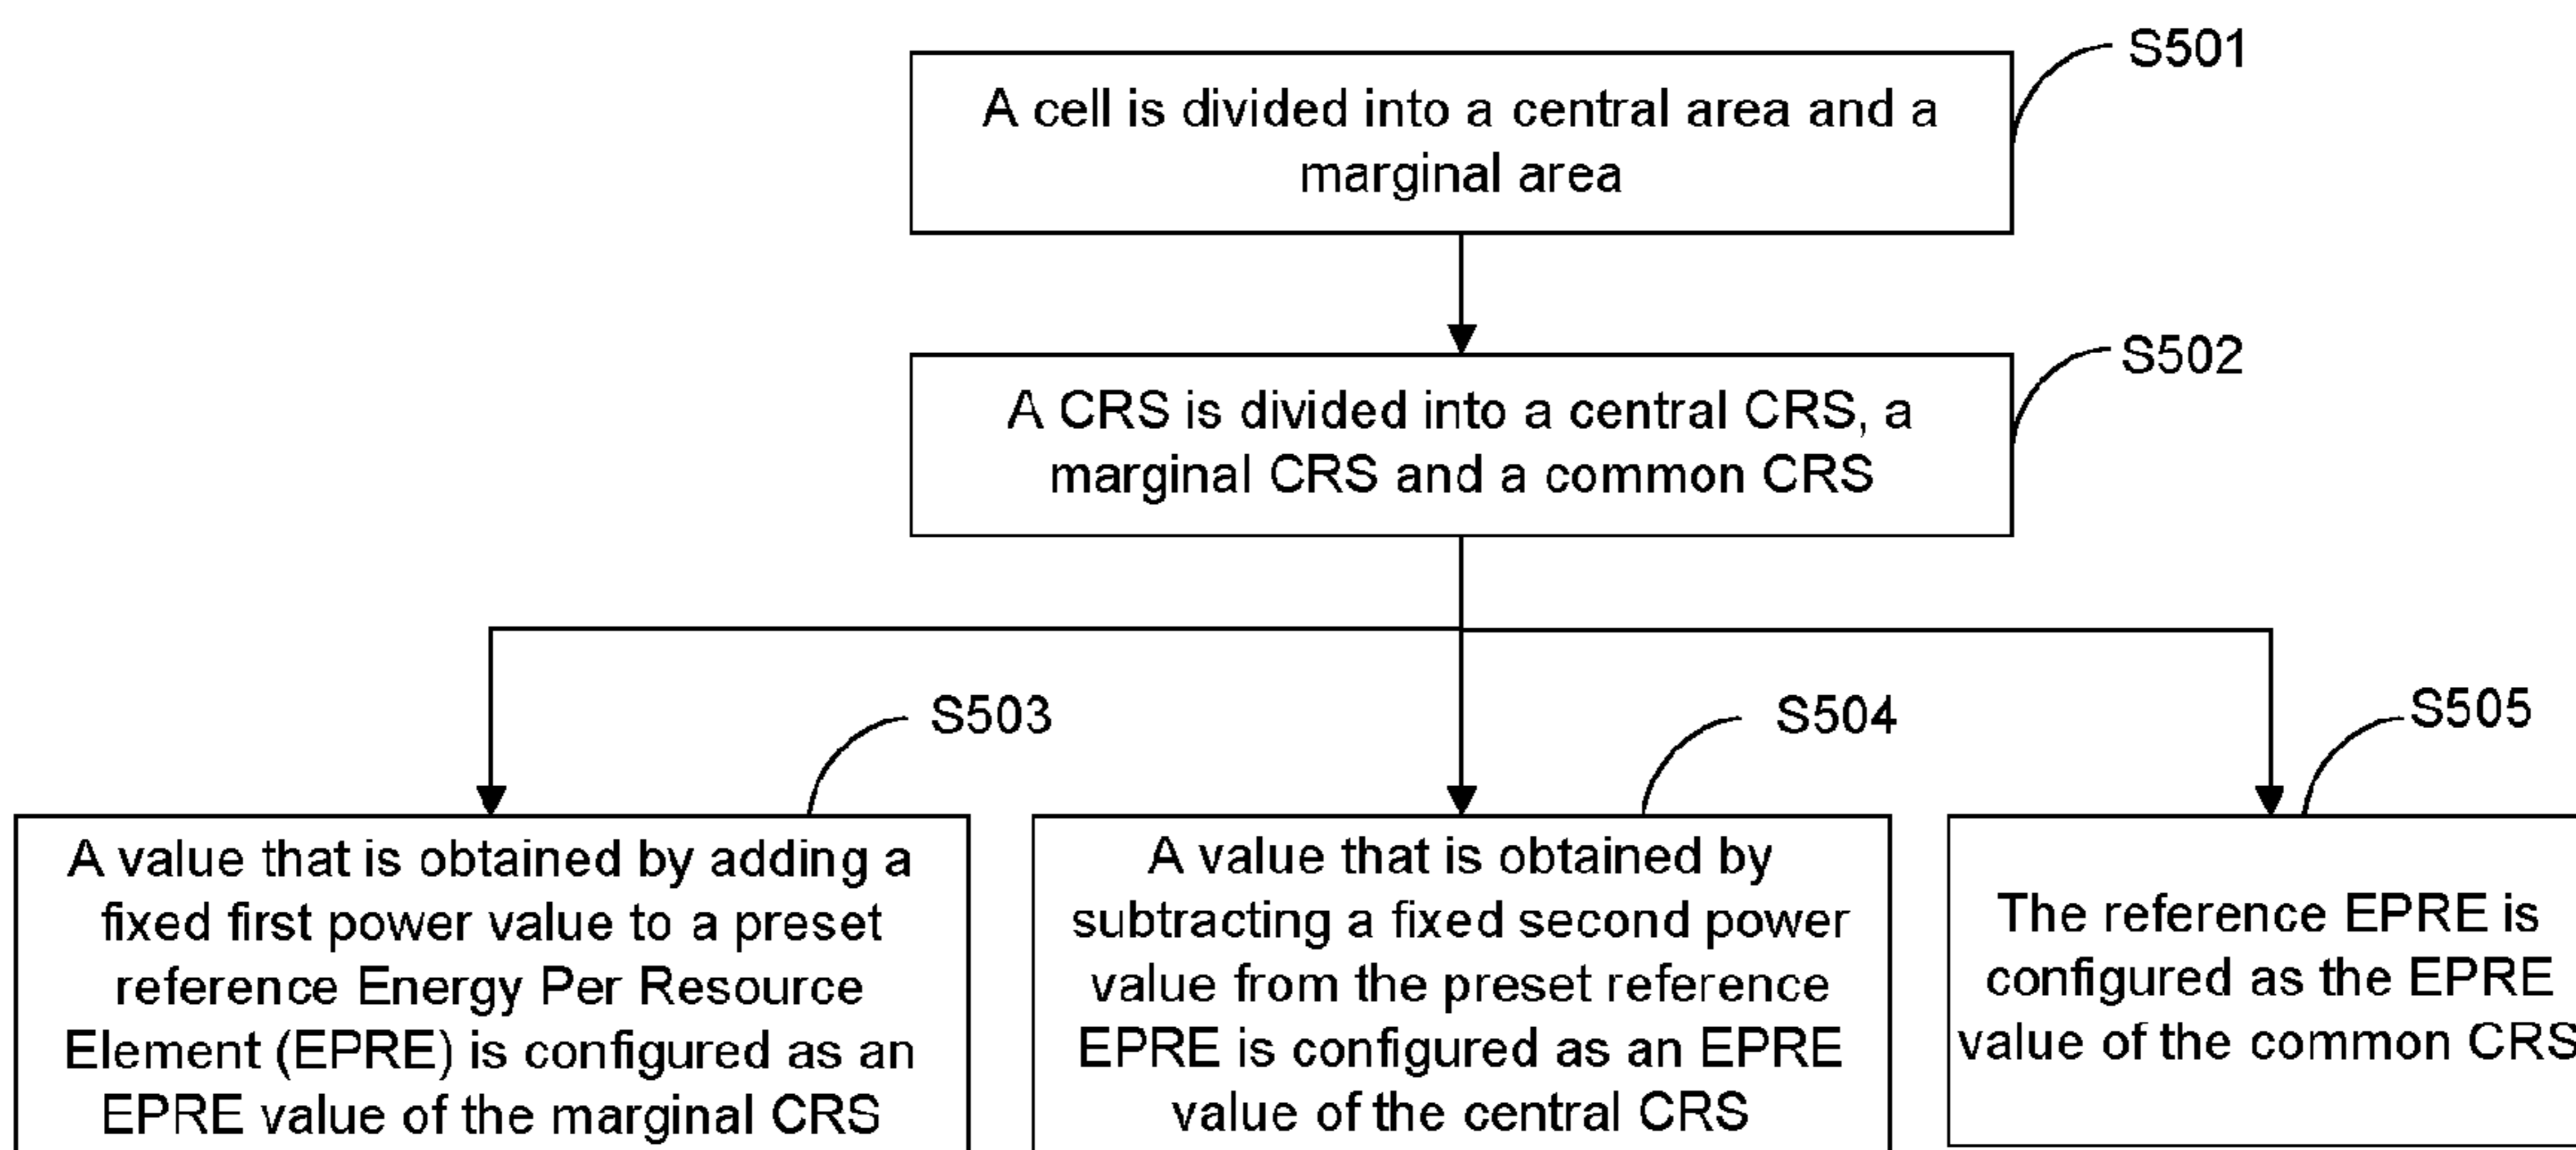 S501
A cell is divided into a central area and a
marginal area
S502
A CRS is divided into a central CRS, a
marginal CRS and a common CRS
S503
A value that is obtained by adding a
fixed first power value to a preset
reference Energy Per Resource
Element (EPRE) is configured as an
EPRE value of the marginal CRS
S504
A value that is obtained by
subtracting a fixed second power
value from the preset reference
EPRE is configured as an EPRE
value of the central CRS
S505
The reference EPRE is
configured as the EPRE
value of the common CRS